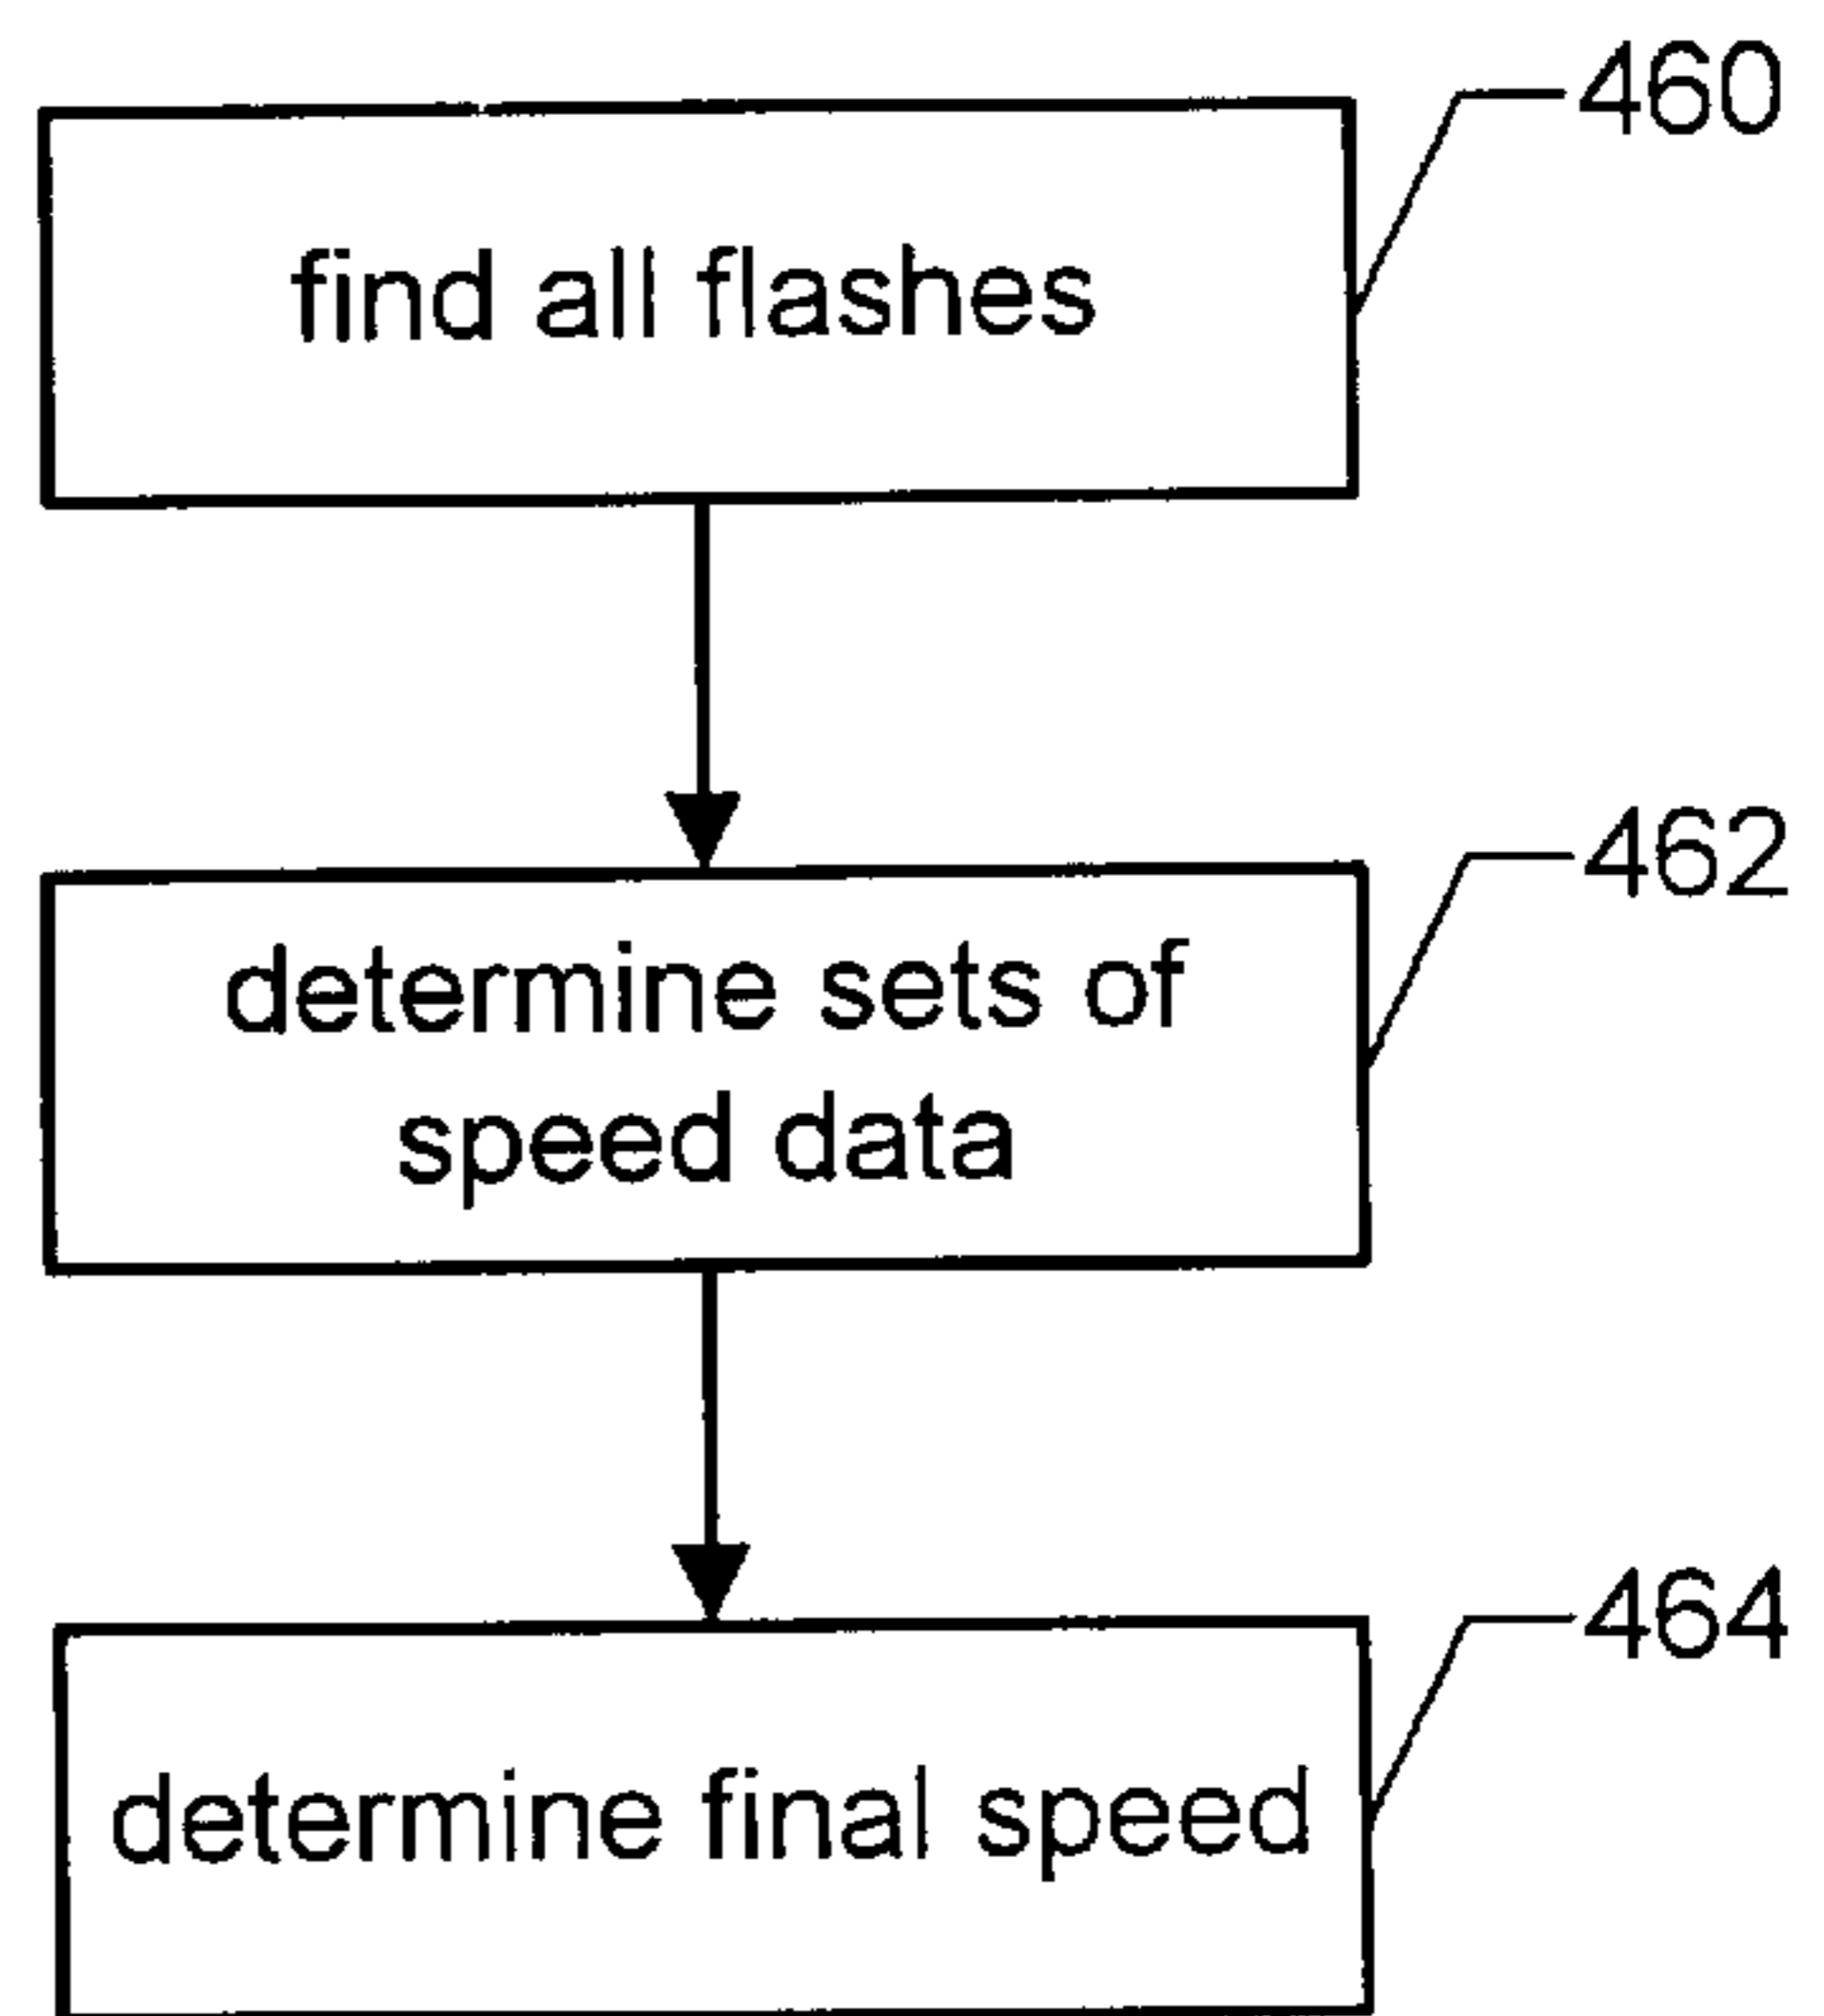 460
find all flashes
462
determine sets of
speed data
464
determine final speed